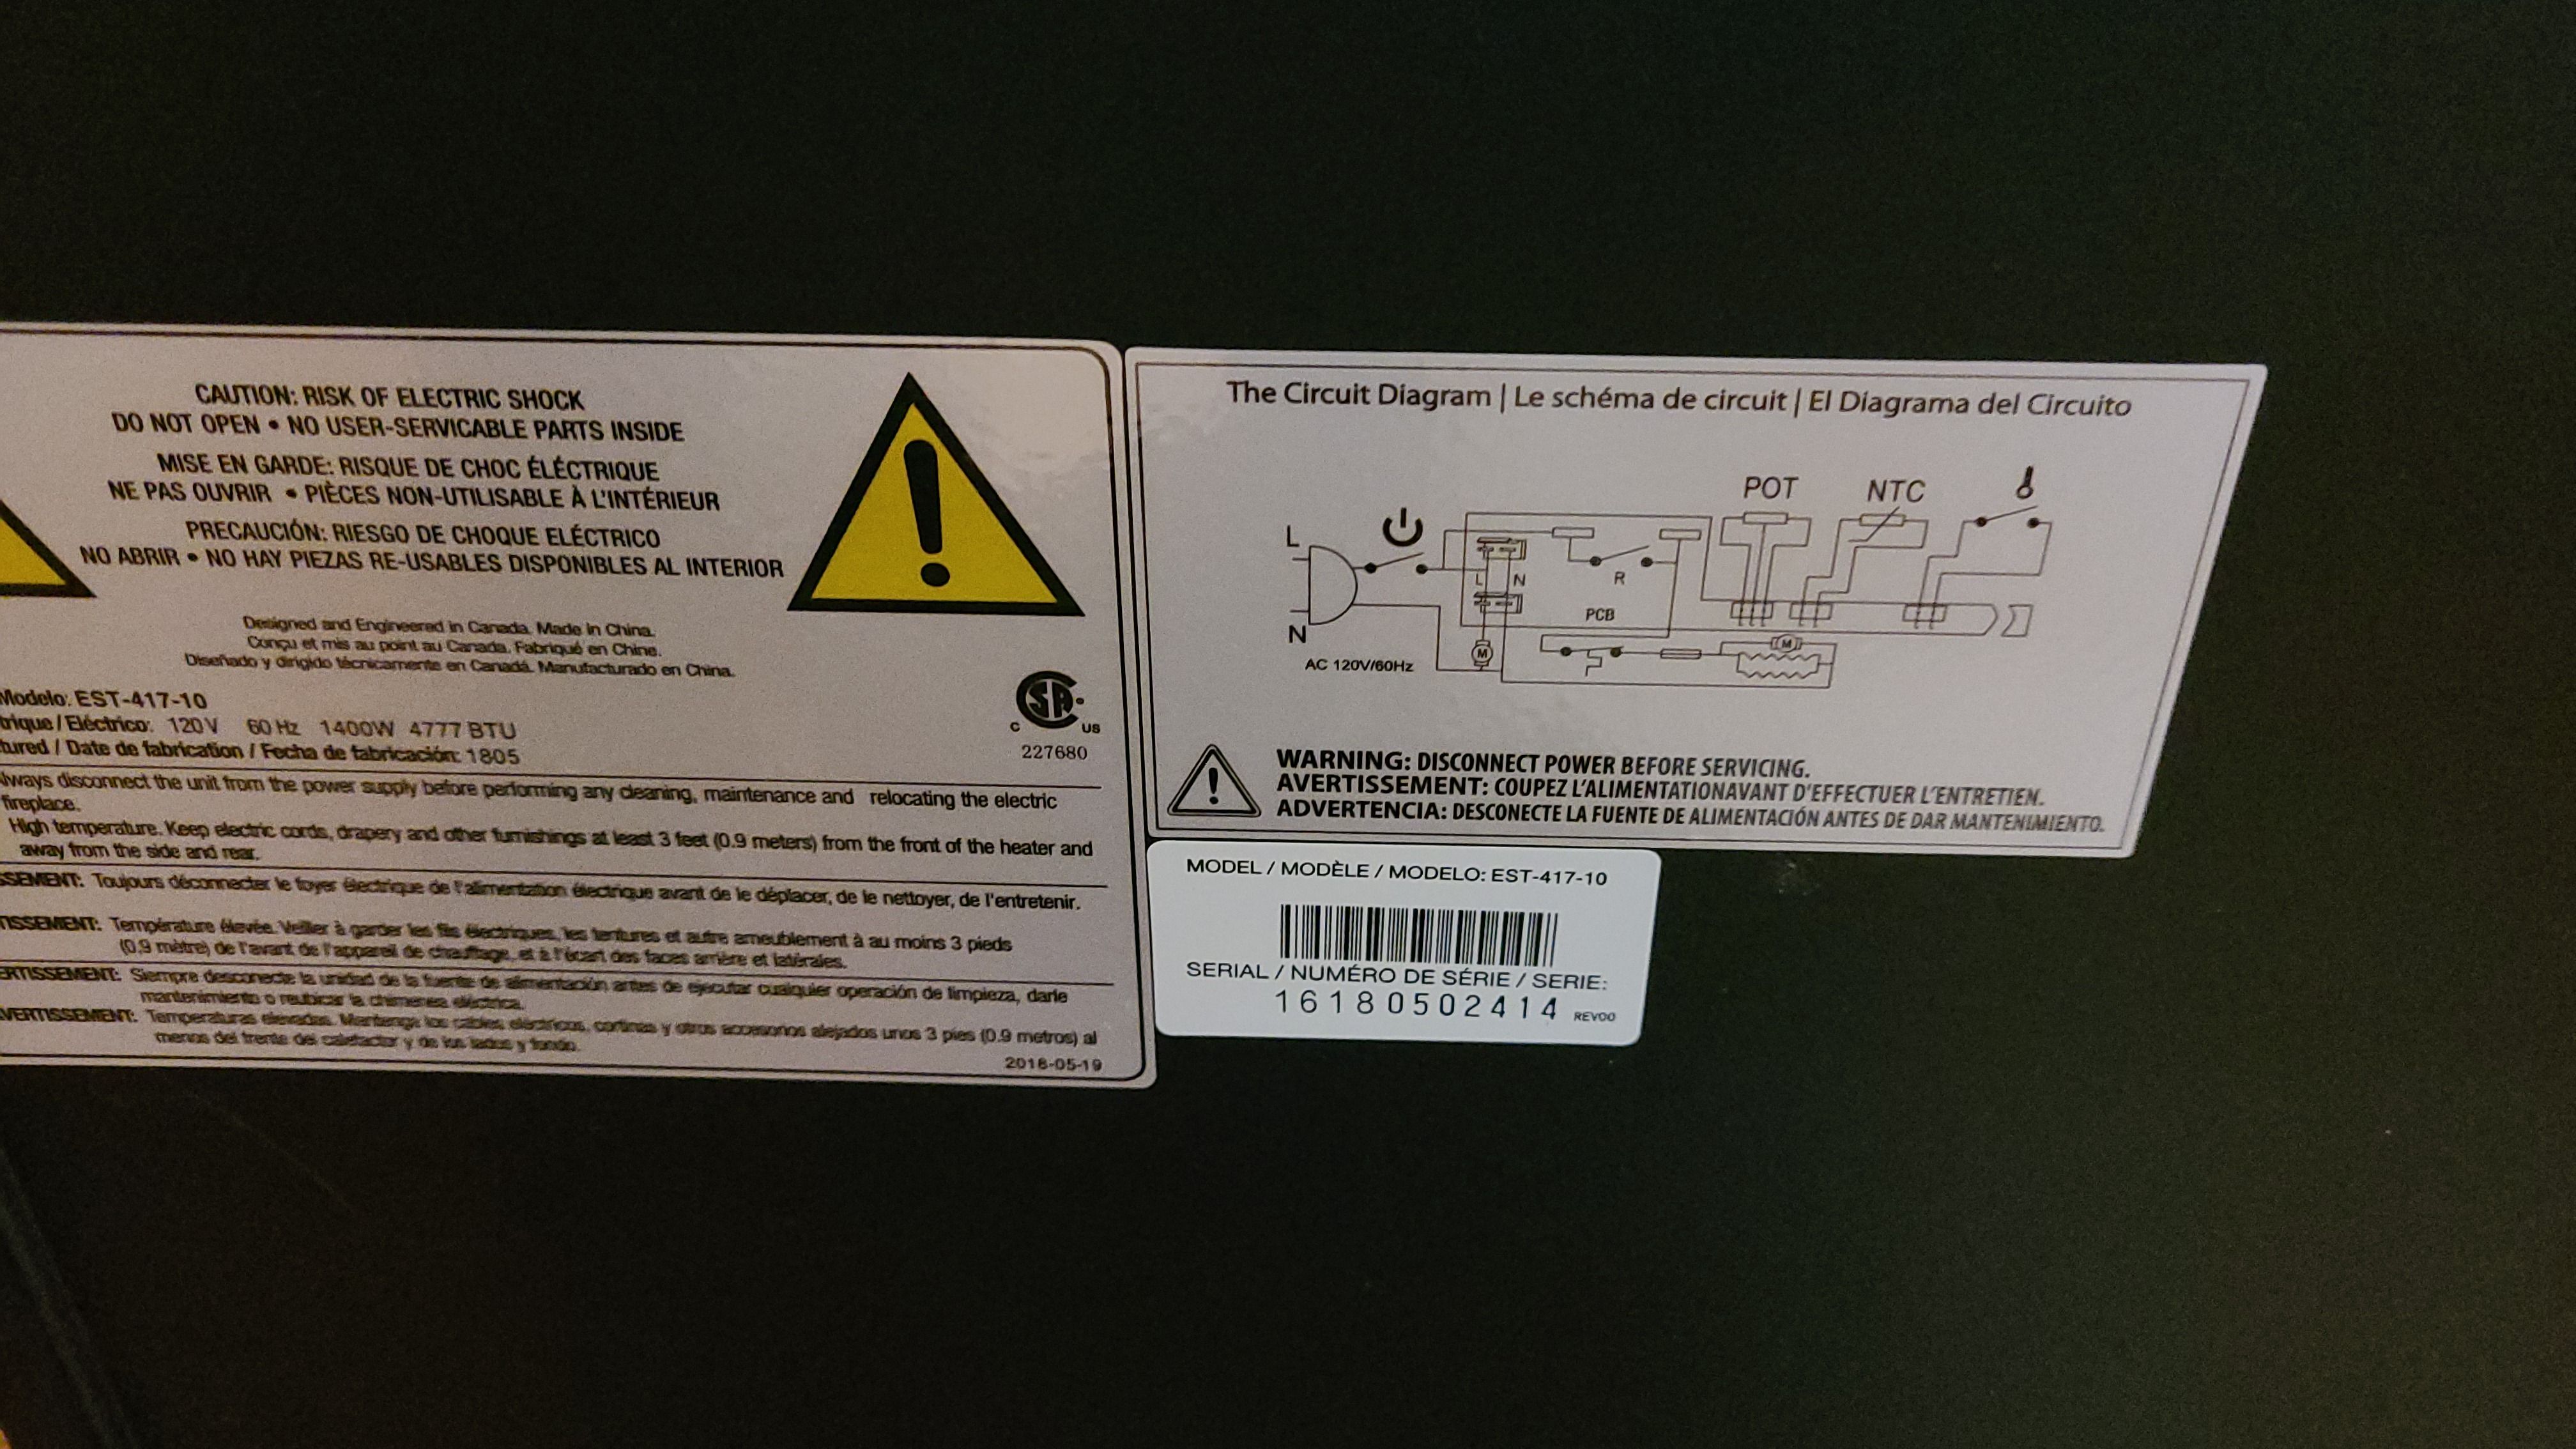 CAUTION: RISK OF ELECTRIC SHOCK
DO NOT OPEN • NO USER-SERVICABLE PARTS INSIDE
MISE EN GARDE: RISQUE DE CHOC ÉLÉCTRIQUE
NE PAS OUVRIR • PIÈCES NON-UTILISABLE À L'INTÉRIEUR
PRECAUCIÓN: RIESGO DE CHOQUE ELÉCTRICO
NO ABRIR • NO HAY PIEZAS RE-USABLES DISPONIBLES AL INTERIOR
Designed and Engineered in Canada. Made in China.
Conçu et mis au point au Canada. Fabriqué en Chine.
Diseñado y dirigido técnicamente en Canadá. Manufacturado en China.
Modelo: EST-417-10
trique / Eléctrico: 120V 60 Hz 1400W 4777 BTU
tured / Date de fabrication / Fecha de fabricación: 1805
C SA US
227680
lways disconnect the unit from the power supply before performing any cleaning, maintenance and relocating the electric
fireplace.
High temperature. Keep electric cords, drapery and other furnishings at least 3 feet (0.9 meters) from the front of the heater and
away from the side and rear.
SSEMENT: Toujours déconnecter le foyer électrique de l'alimentation électrique avant de le déplacer, de le nettoyer, de l'entretenir.
TISSEMENT: Température élevée. Veiller à garder les fils électriques, les tentures et autre ameublement à au moins 3 pieds
(0,9 mètre) de l'avant de l'appareil de chauffage, et à l'écart des faces arrière et latérales.
ERTISSEMENT: Siempre desconecte la unidad de la fuente de alimentación antes de ejecutar cualquier operación de limpieza, darle
mantenimiento o reubicar la chimenea eléctrica.
VERTISSEMENT: Temperaturas elevadas. Mantenga los cables eléctricos, cortinas y otros accesorios alejados unos 3 pies (0.9 metros) al
menos del frente del calefactor y de los lados y fondo.
2018-05-19
The Circuit Diagram | Le schéma de circuit | El Diagrama del Circuito
POT NTC
L
L N R
PCB
N
M M
AC 120V/60Hz
WARNING: DISCONNECT POWER BEFORE SERVICING.
AVERTISSEMENT: COUPEZ L'ALIMENTATIONAVANT D'EFFECTUER L'ENTRETIEN.
ADVERTENCIA: DESCONECTE LA FUENTE DE ALIMENTACIÓN ANTES DE DAR MANTENIMIENTO.
MODEL / MODÈLE / MODELO: EST-417-10
SERIAL / NUMÉRO DE SÉRIE / SERIE:
16180502414 REV00